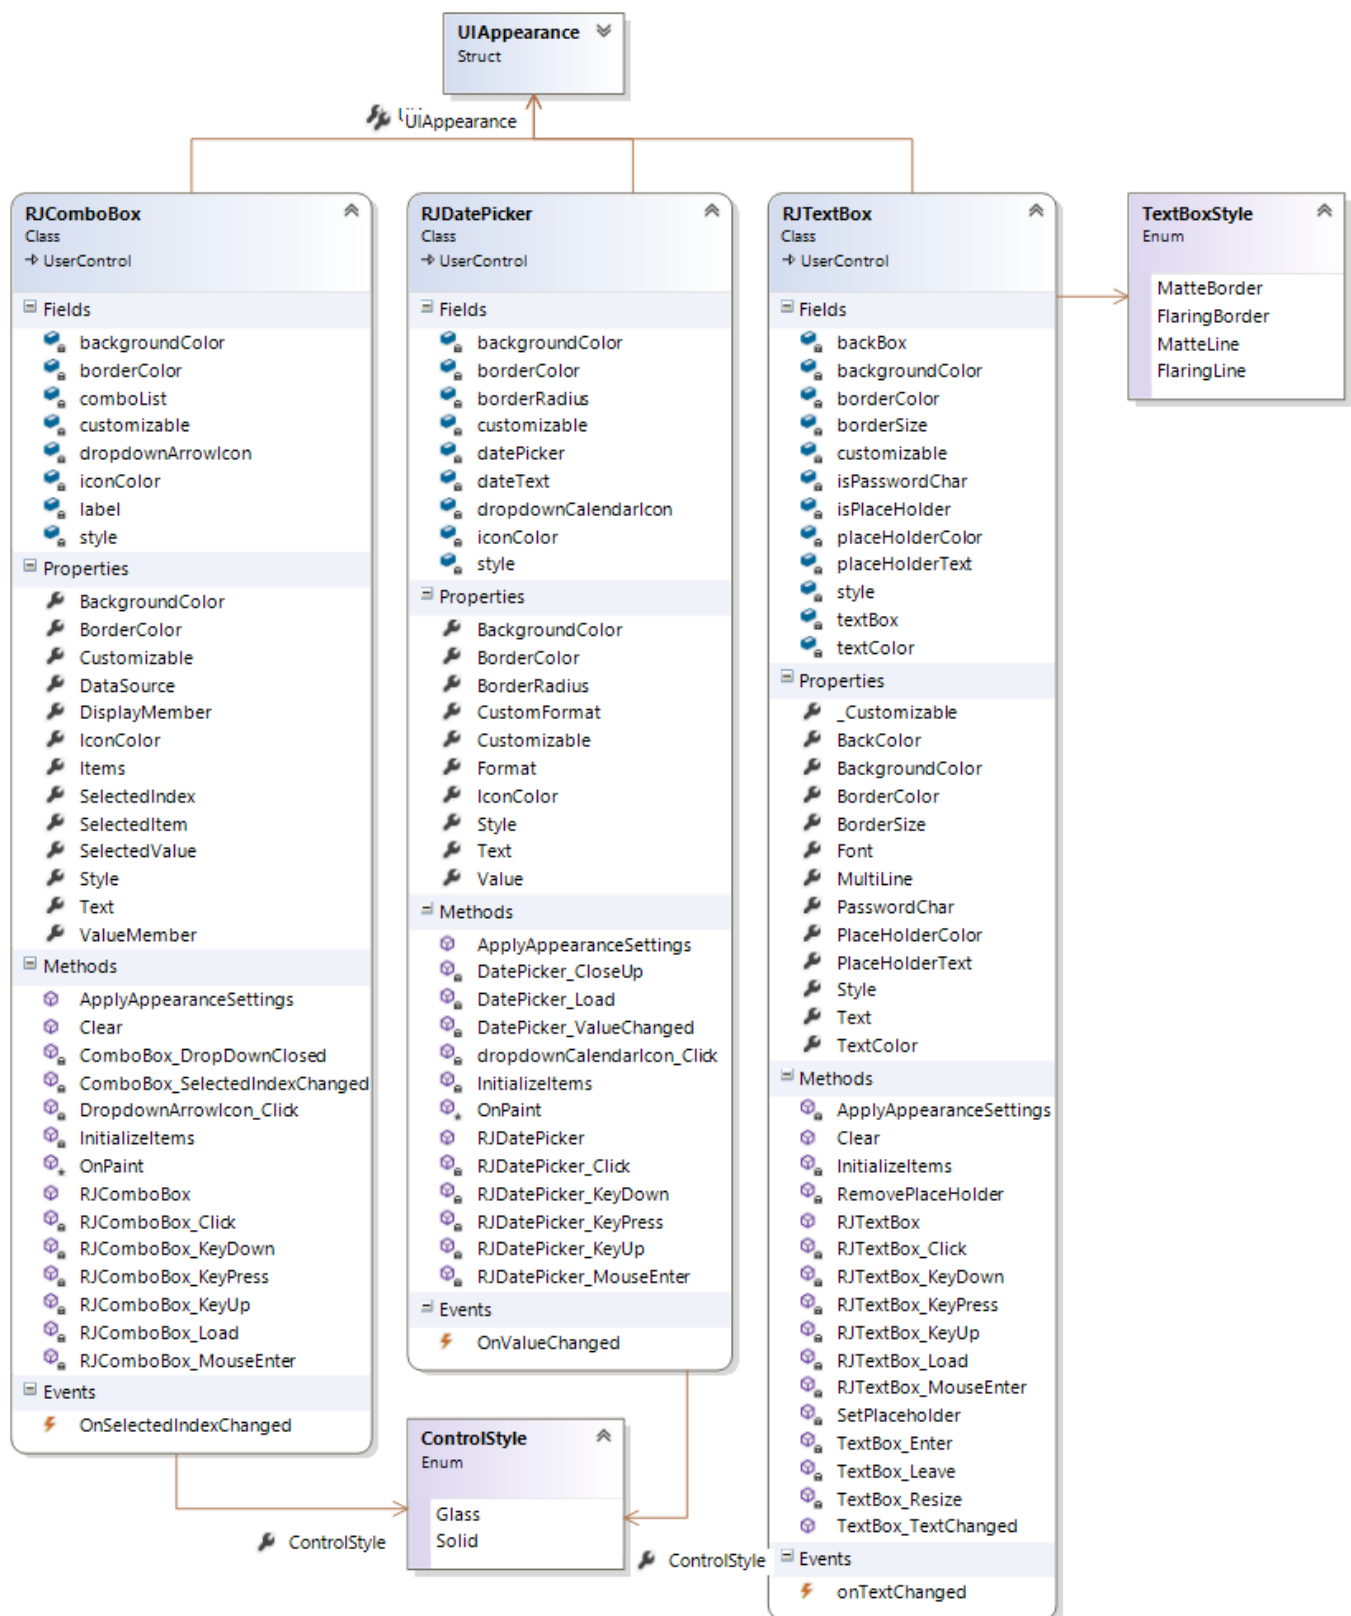 UIAppearance
Struct
UIAppearance
RJComboBox
Class
UserControl
Fields
backgroundColor
borderColor
comboList
customizable
dropdownArrowIcon
iconColor
label
style
Properties
BackgroundColor
BorderColor
Customizable
DataSource
DisplayMember
IconColor
Items
SelectedIndex
SelectedItem
SelectedValue
Style
Text
ValueMember
Methods
ApplyAppearanceSettings
Clear
ComboBox_DropDownClosed
ComboBox_SelectedIndexChanged
DropdownArrowIcon_Click
InitializeItems
OnPaint
RJComboBox
RJComboBox_Click
RJComboBox_KeyDown
RJComboBox_KeyPress
RJComboBox_KeyUp
RJComboBox_Load
RJComboBox_MouseEnter
Events
OnSelectedIndexChanged
RJDatePicker
Class
UserControl
Fields
backgroundColor
borderColor
borderRadius
customizable
datePicker
dateText
dropdownCalendarIcon
iconColor
style
Properties
BackgroundColor
BorderColor
BorderRadius
CustomFormat
Customizable
Format
IconColor
Style
Text
Value
Methods
ApplyAppearanceSettings
DatePicker_CloseUp
DatePicker_Load
DatePicker_ValueChanged
dropdownCalendarIcon_Click
InitializeItems
OnPaint
RJDatePicker
RJDatePicker_Click
RJDatePicker_KeyDown
RJDatePicker_KeyPress
RJDatePicker_KeyUp
RJDatePicker_MouseEnter
Events
OnValueChanged
RJTextBox
Class
UserControl
Fields
backBox
backgroundColor
borderColor
borderSize
customizable
isPasswordChar
isPlaceHolder
placeHolderColor
placeHolderText
style
textBox
textColor
Properties
_Customizable
BackColor
BackgroundColor
BorderColor
BorderSize
Font
MultiLine
PasswordChar
PlaceHolderColor
PlaceHolderText
Style
Text
TextColor
Methods
ApplyAppearanceSettings
Clear
InitializeItems
RemovePlaceHolder
RJTextBox
RJTextBox_Click
RJTextBox_KeyDown
RJTextBox_KeyPress
RJTextBox_KeyUp
RJTextBox_Load
RJTextBox_MouseEnter
SetPlaceholder
TextBox_Enter
TextBox_Leave
TextBox_Resize
TextBox_TextChanged
Events
onTextChanged
TextBoxStyle
Enum
MatteBorder
FlaringBorder
MatteLine
FlaringLine
ControlStyle
Enum
Glass
Solid
ControlStyle
ControlStyle